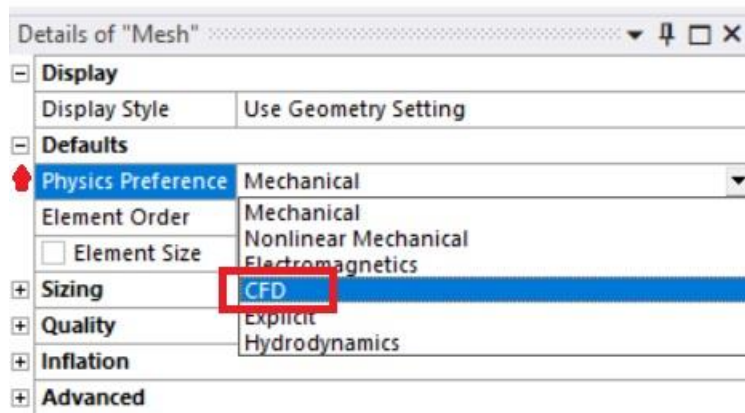 Details of "Mesh"
Display
Display Style Use Geometry Setting
Defaults
Physics Preference Mechanical
Element Order Mechanical
Nonlinear Mechanical
Element Size Electromagnetics
Sizing CFD
Quality Explicit
Hydrodynamics
Inflation
Advanced